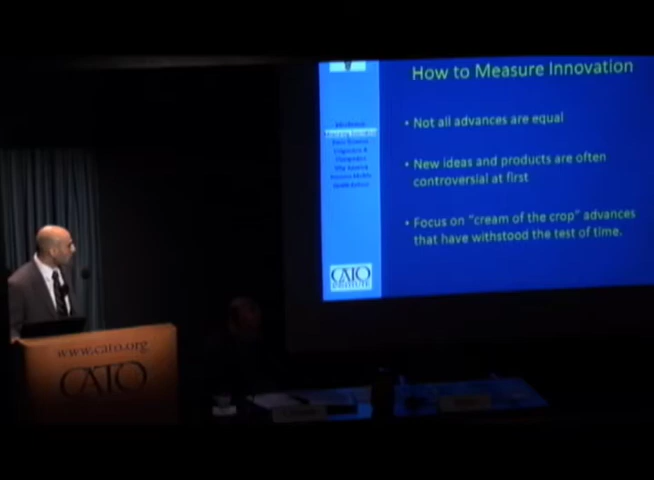 How to Measure Innovation
• Not all advances are equal
• New ideas and products are often
controversial at first
• Focus on "cream of the crop" advances
that have withstood the test of time.
CATO
INSTITUTE
www.cato.org
CATO